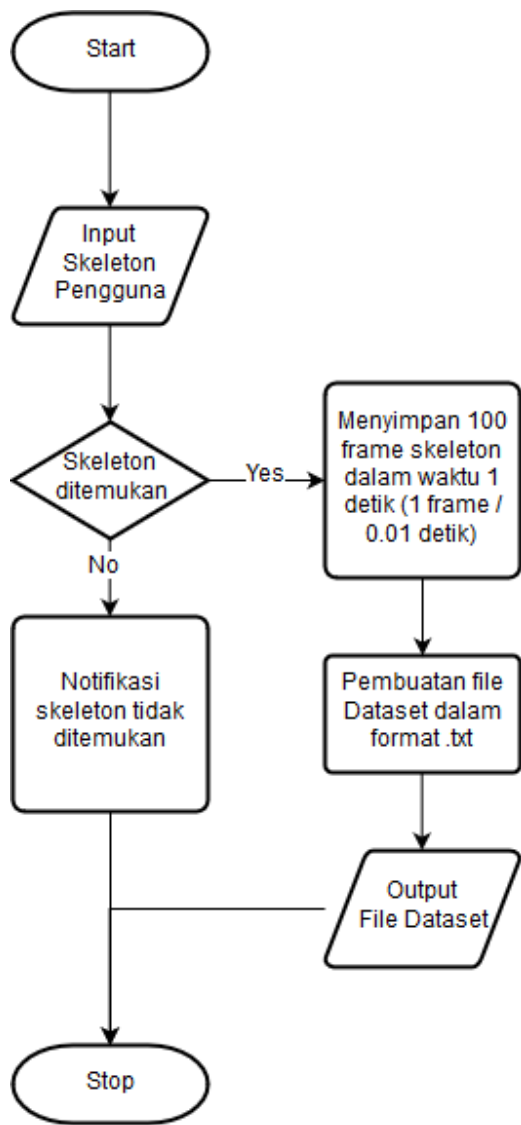 Start
Input
Skeleton
Pengguna
Skeleton
ditemukan
Yes
Menyimpan 100
frame skeleton
dalam waktu 1
detik (1 frame /
0.01 detik)
No
Notifikasi
skeleton tidak
ditemukan
Pembuatan file
Dataset dalam
format .txt
Output
File Dataset
Stop